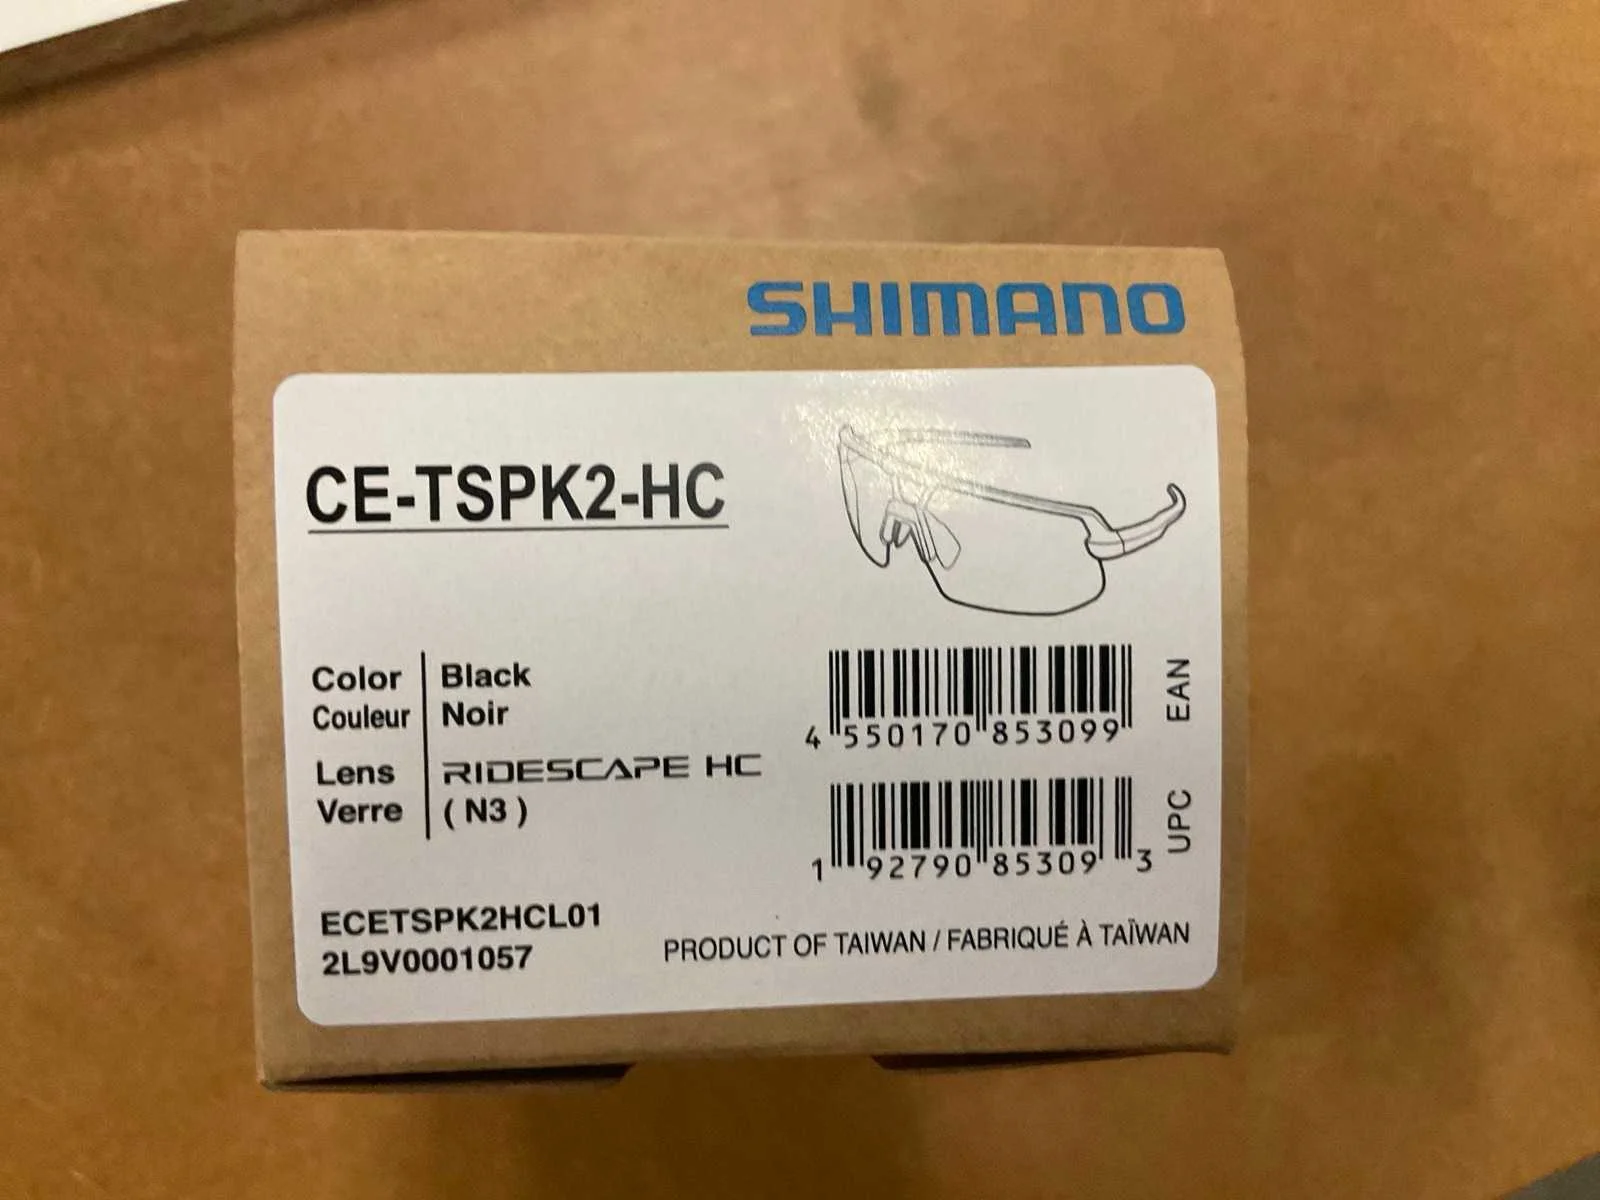 SHIMANO
CE-TSPK2-HC
Color Black
Couleur Noir
Lens RIDESCAPE HC
Verre ( N3 )
4 550170 853099
EAN
1 92790 85309 3
UPC
ECETSPK2HCL01
2L9V0001057
PRODUCT OF TAIWAN / FABRIQUÉ À TAÏWAN